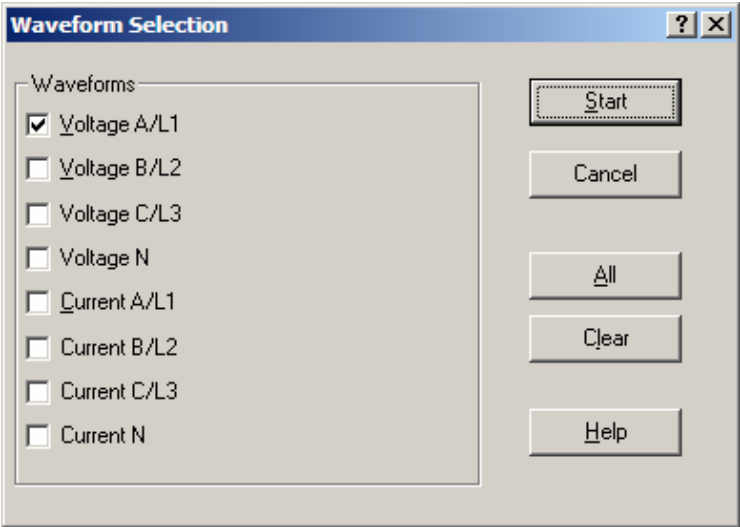 Waveform Selection
Waveforms
Voltage A/L1
Voltage B/L2
Voltage C/L3
Voltage N
Current A/L1
Current B/L2
Current C/L3
Current N
Start
Cancel
All
Clear
Help